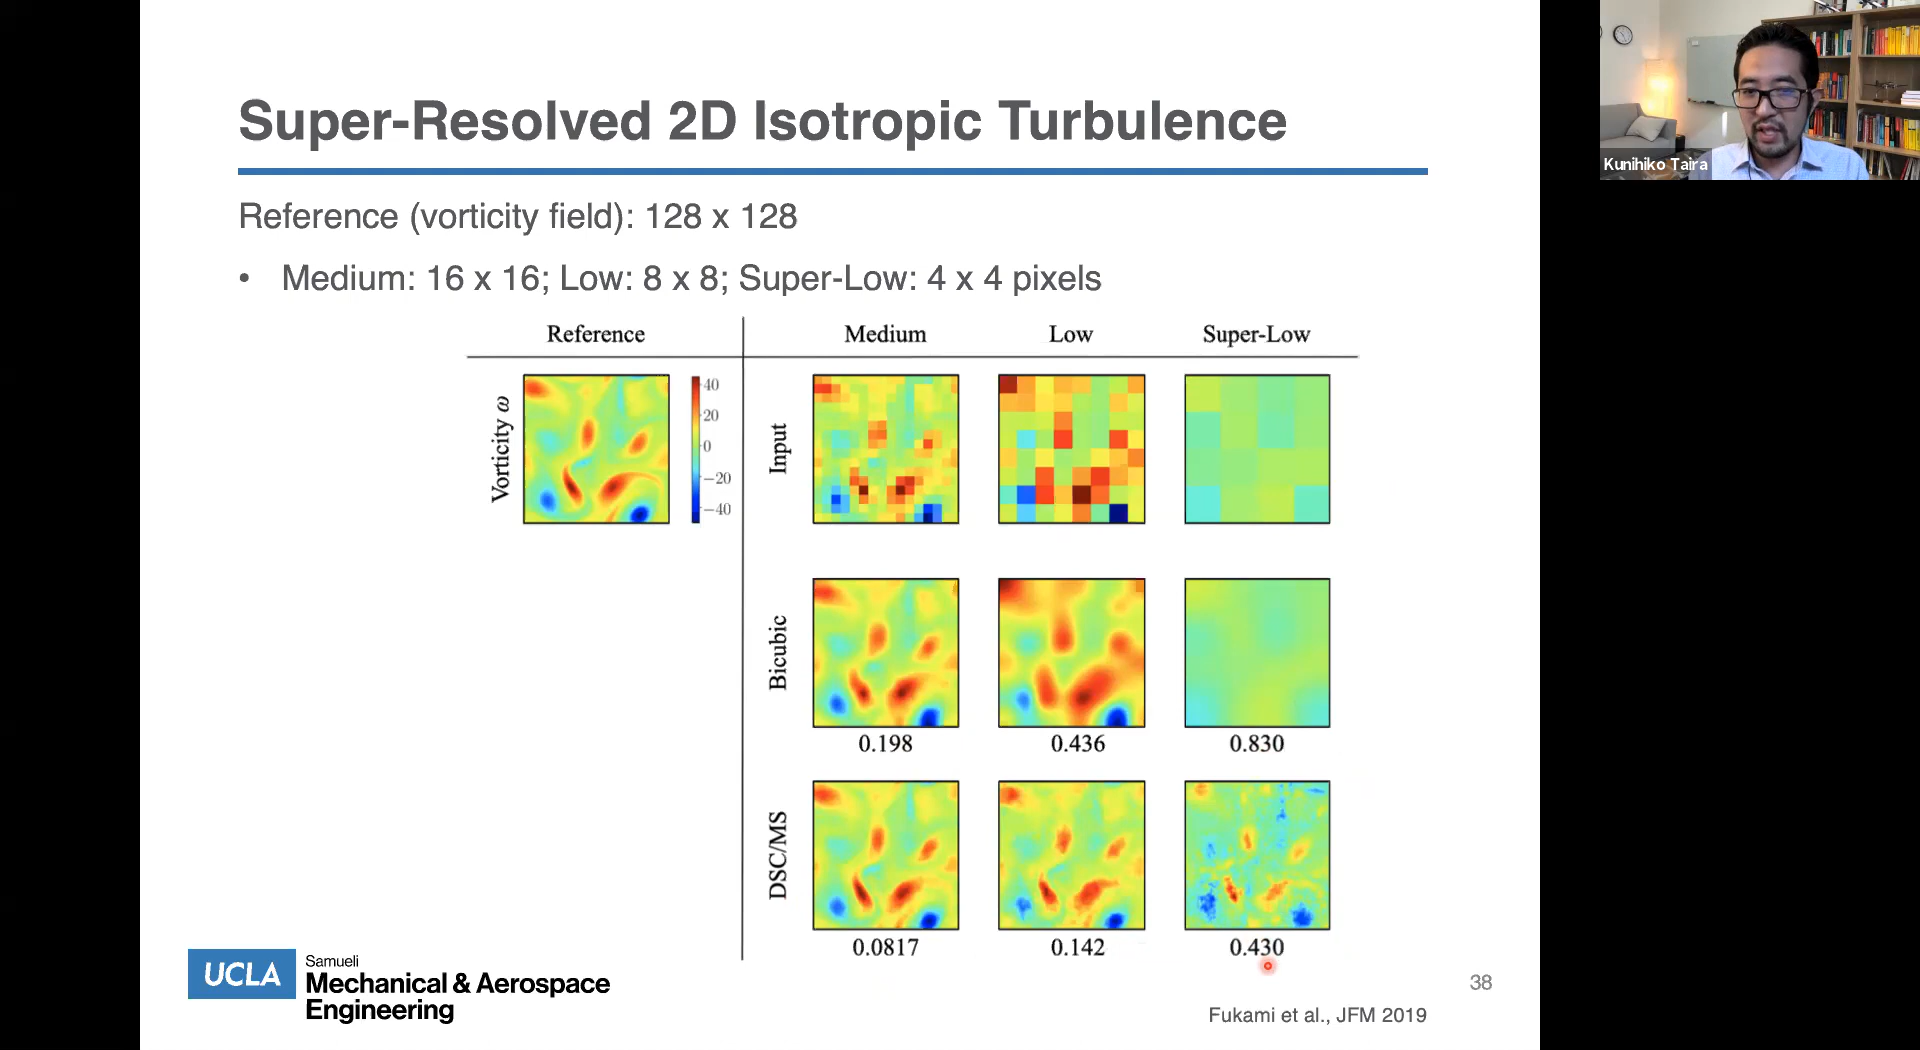 Super-Resolved 2D Isotropic Turbulence
Kunihiko Taira
Reference (vorticity field): 128 x 128
• Medium: 16 x 16; Low: 8 x 8; Super-Low: 4 x 4 pixels
Reference Medium Low Super-Low
Vorticity ω
40
20
0
−20
−40
Input
Bicubic
0.198 0.436 0.830
DSC/MS
0.0817 0.142 0.430
UCLA Samueli
Mechanical & Aerospace
Engineering
38
Fukami et al., JFM 2019